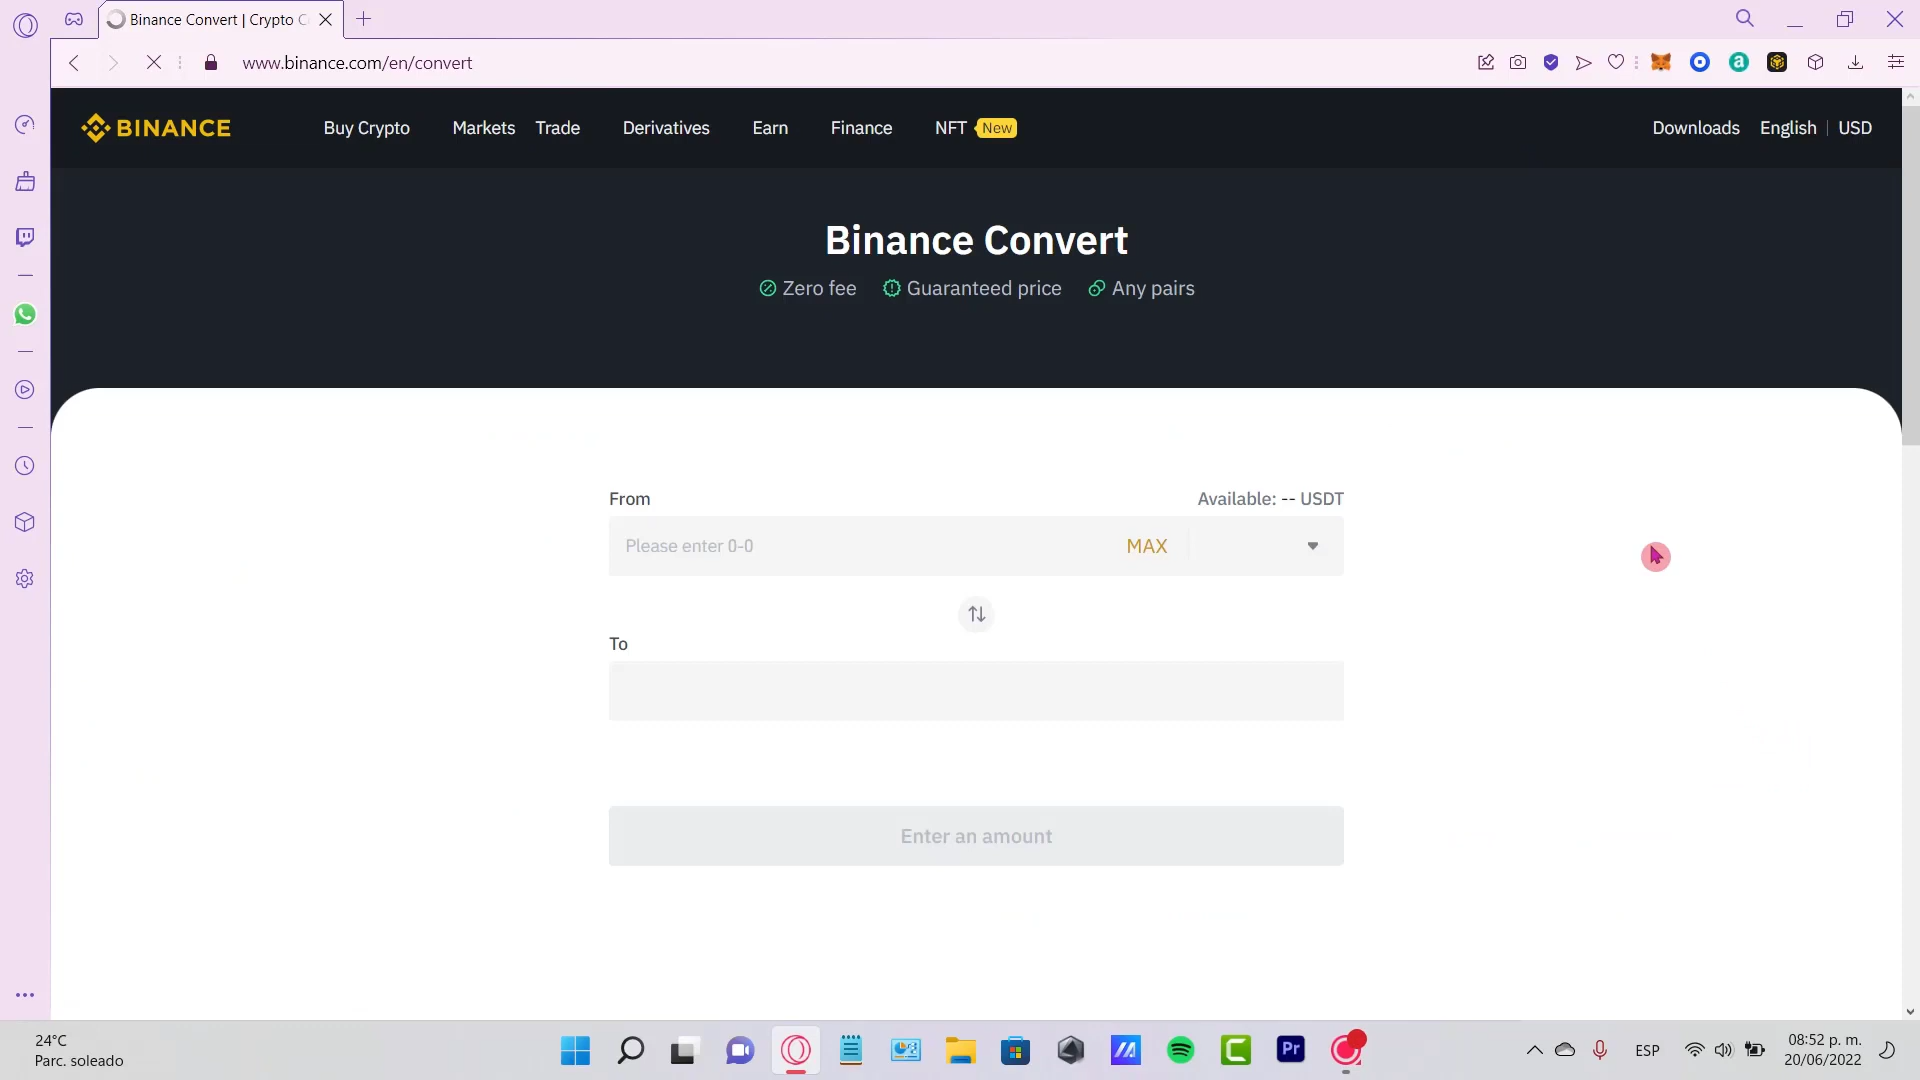 Binance Convert | Crypto C
www.binance.com/en/convert
BINANCE
Buy Crypto Markets Trade Derivatives Earn Finance NFT New
Downloads English | USD
Binance Convert
Zero fee Guaranteed price Any pairs
From Available: -- USDT
Please enter 0-0 MAX
To
Enter an amount
24°C
Parc. soleado
Pr
ESP
08:52 p. m.
20/06/2022